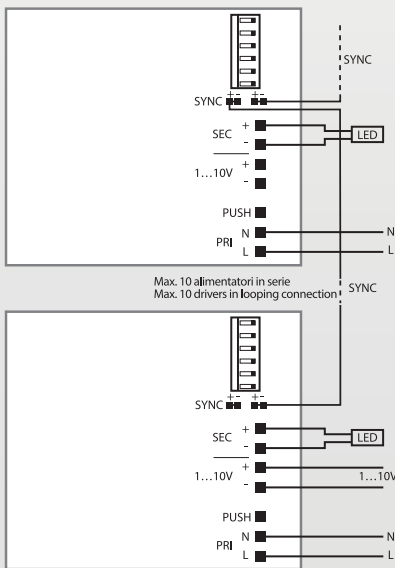 + - + -
SYNC
SYNC
SEC
+
-
LED
1...10V
+
-
PUSH
PRI
N
L
N
L
Max. 10 alimentatori in serie
Max. 10 drivers in looping connection
SYNC
+ - + -
SYNC
SEC
+
-
LED
1...10V
+
-
1...10V
PUSH
PRI
N
L
N
L